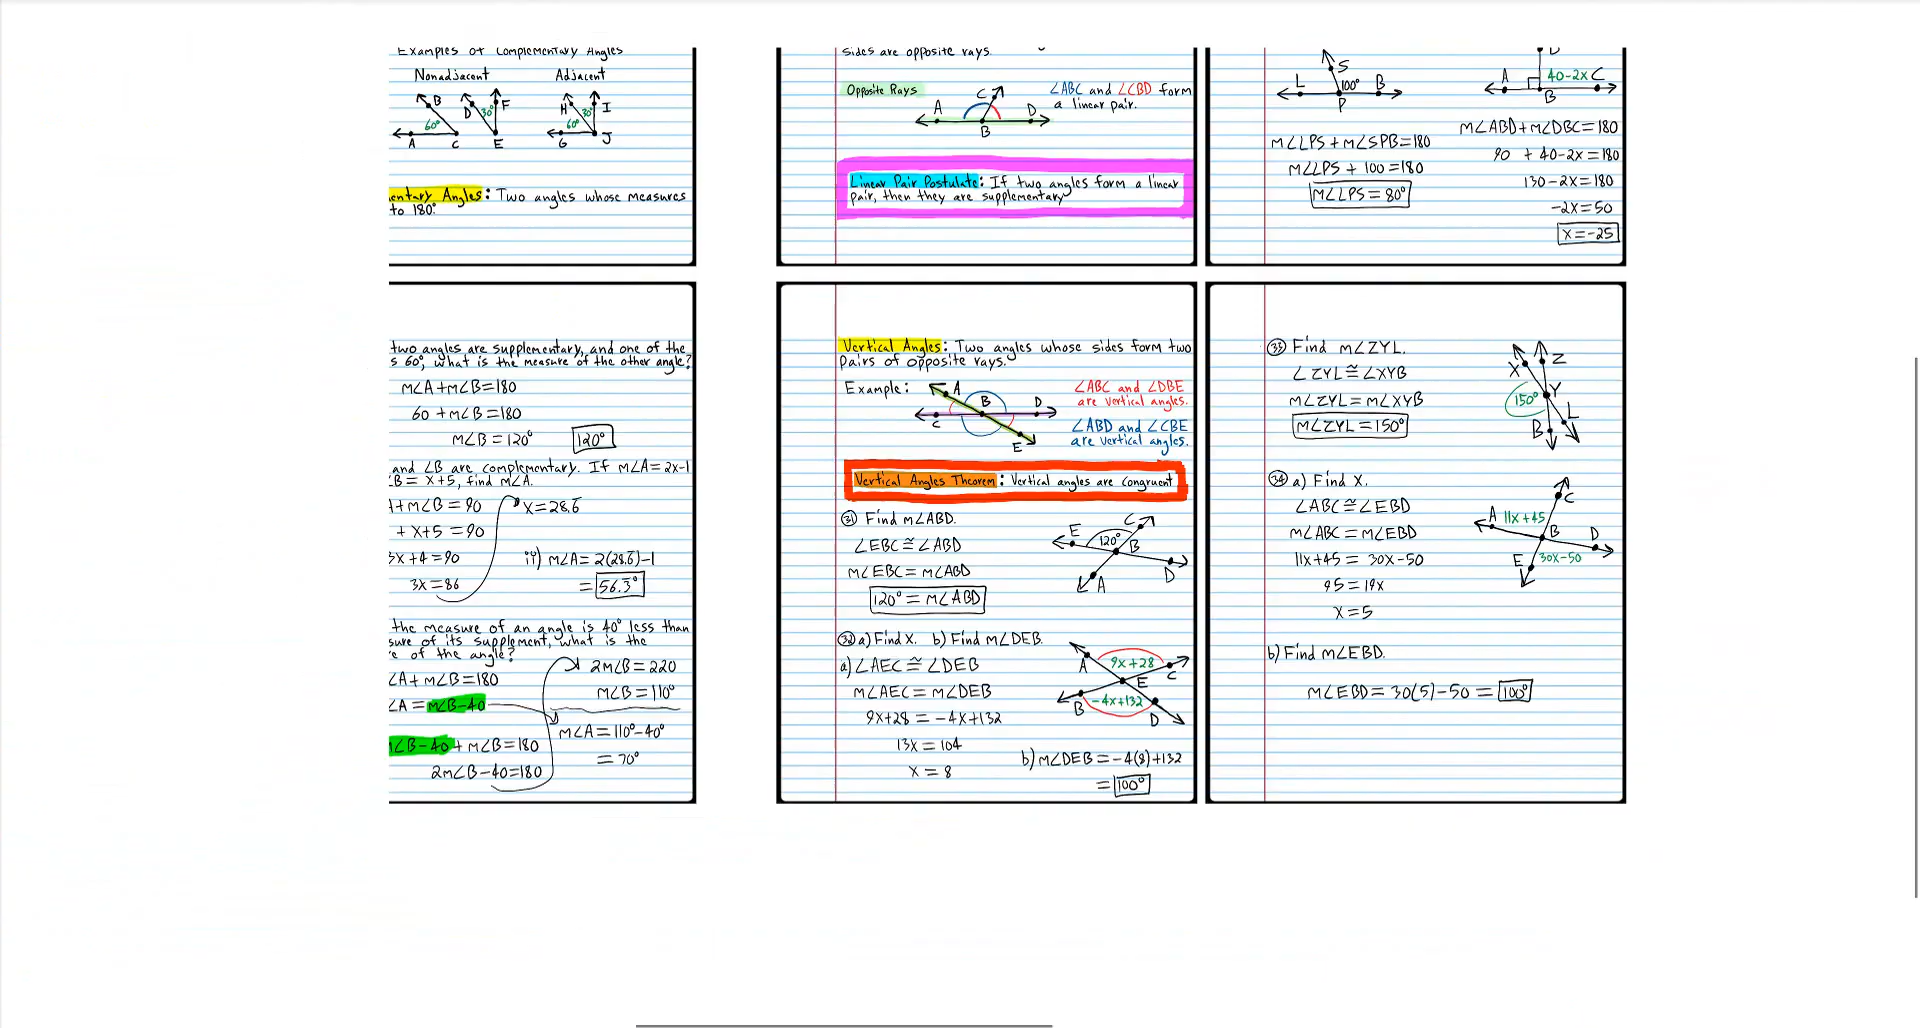 Examples of Complementary Angles
Nonadjacent Adjacent
B D F H I
60° 30° 60° 30°
A C E G J
entary Angles: Two angles whose measures
to 180°.
sides are opposite rays.
Opposite Rays
A C D
B
∠ABC and ∠CBD form
a linear pair.
Linear Pair Postulate: If two angles form a linear
pair, then they are supplementary
L S B
100°
P
m∠LPS + m∠SPB=180
m∠LPS + 100=180
m∠LPS = 80°
D
A 40-2x C
B
m∠ABD+m∠DBC=180
90 + 40-2x=180
130-2x=180
-2x=50
x=-25
two angles are supplementary, and one of the
s 60°, what is the measure of the other angle?
m∠A+m∠B=180
60 +m∠B=180
m∠B=120° 120°
and ∠B are complementary. If m∠A=2x-1
∠B= x+5, find m∠A.
+m∠B=90 x=28.6̅
+ x+5=90
3x+4=90 ii) m∠A=2(28.6̅)-1
3x=86 = 56.3̅°
the measure of an angle is 40° less than
sure of its supplement, what is the
e of the angle?
2m∠B=220
∠A+m∠B=180
m∠B=110°
∠A = m∠B-40
m∠A=110°-40°
∠B-40+m∠B=180
= 70°
2m∠B-40=180
Vertical Angles: Two angles whose sides form two
pairs of opposite rays.
Example:
A B D
C E
∠ABC and ∠DBE
are vertical angles.
∠ABD and ∠CBE
are vertical angles.
Vertical Angles Theorem: Vertical angles are congruent
31 Find m∠ABD.
∠EBC≅∠ABD
m∠EBC=m∠ABD
120°=m∠ABD
E C
120° B
A D
32 a) Find x. b) Find m∠DEB.
a) ∠AEC≅∠DEB
m∠AEC=m∠DEB
9x+28=-4x+132
13x=104
x=8
A 9x+28 C
E
B -4x+132 D
b) m∠DEB=-4(8)+132
= 100°
33 Find m∠ZYL.
∠ZYL≅∠XYB
m∠ZYL=m∠XYB
m∠ZYL=150°
X Z
150° Y
B L
34 a) Find x.
∠ABC≅∠EBD
m∠ABC=m∠EBD
11x+45=30x-50
95=19x
x=5
A 11x+45 C
B D
E 30x-50
b) Find m∠EBD.
m∠EBD=30(5)-50= 100°